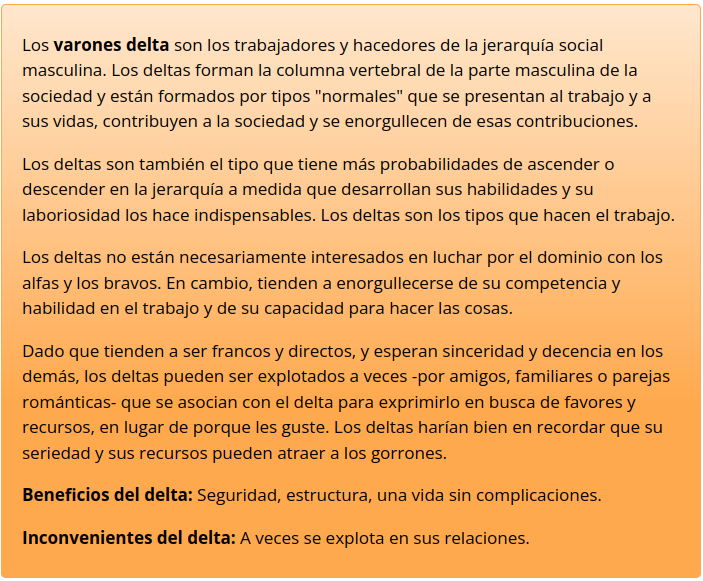 Los varones delta son los trabajadores y hacedores de la jerarquía social
masculina. Los deltas forman la columna vertebral de la parte masculina de la
sociedad y están formados por tipos "normales" que se presentan al trabajo y a
sus vidas, contribuyen a la sociedad y se enorgullecen de esas contribuciones.
Los deltas son también el tipo que tiene más probabilidades de ascender o
descender en la jerarquía a medida que desarrollan sus habilidades y su
laboriosidad los hace indispensables. Los deltas son los tipos que hacen el trabajo.
Los deltas no están necesariamente interesados en luchar por el dominio con los
alfas y los bravos. En cambio, tienden a enorgullecerse de su competencia y
habilidad en el trabajo y de su capacidad para hacer las cosas.
Dado que tienden a ser francos y directos, y esperan sinceridad y decencia en los
demás, los deltas pueden ser explotados a veces -por amigos, familiares o parejas
románticas- que se asocian con el delta para exprimirlo en busca de favores y
recursos, en lugar de porque les guste. Los deltas harían bien en recordar que su
seriedad y sus recursos pueden atraer a los gorrones.
Beneficios del delta: Seguridad, estructura, una vida sin complicaciones.
Inconvenientes del delta: A veces se explota en sus relaciones.